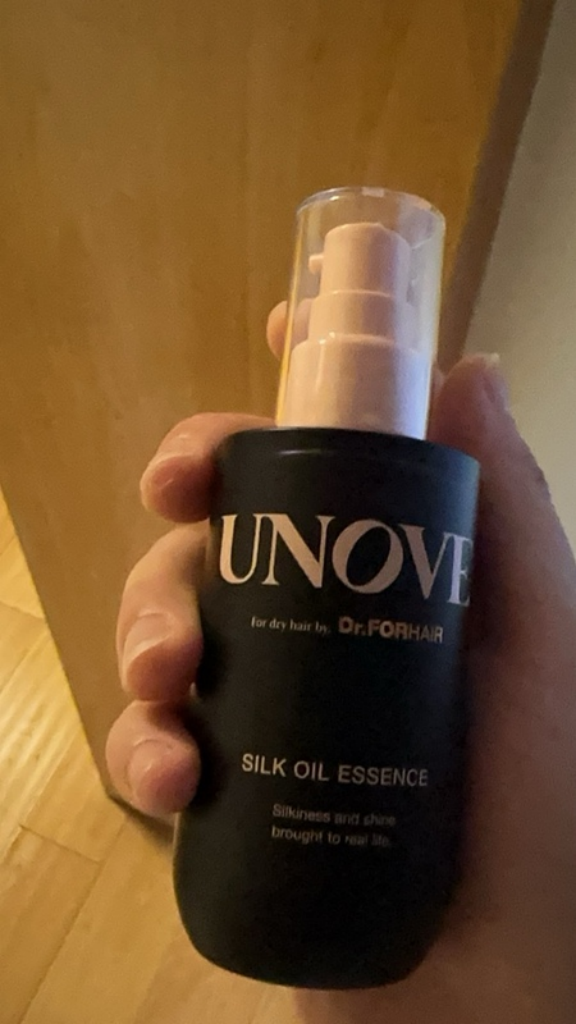 UNOVE
for dry hair by. Dr.FORHAIR
SILK OIL ESSENCE
Silkiness and shine
brought to real life.